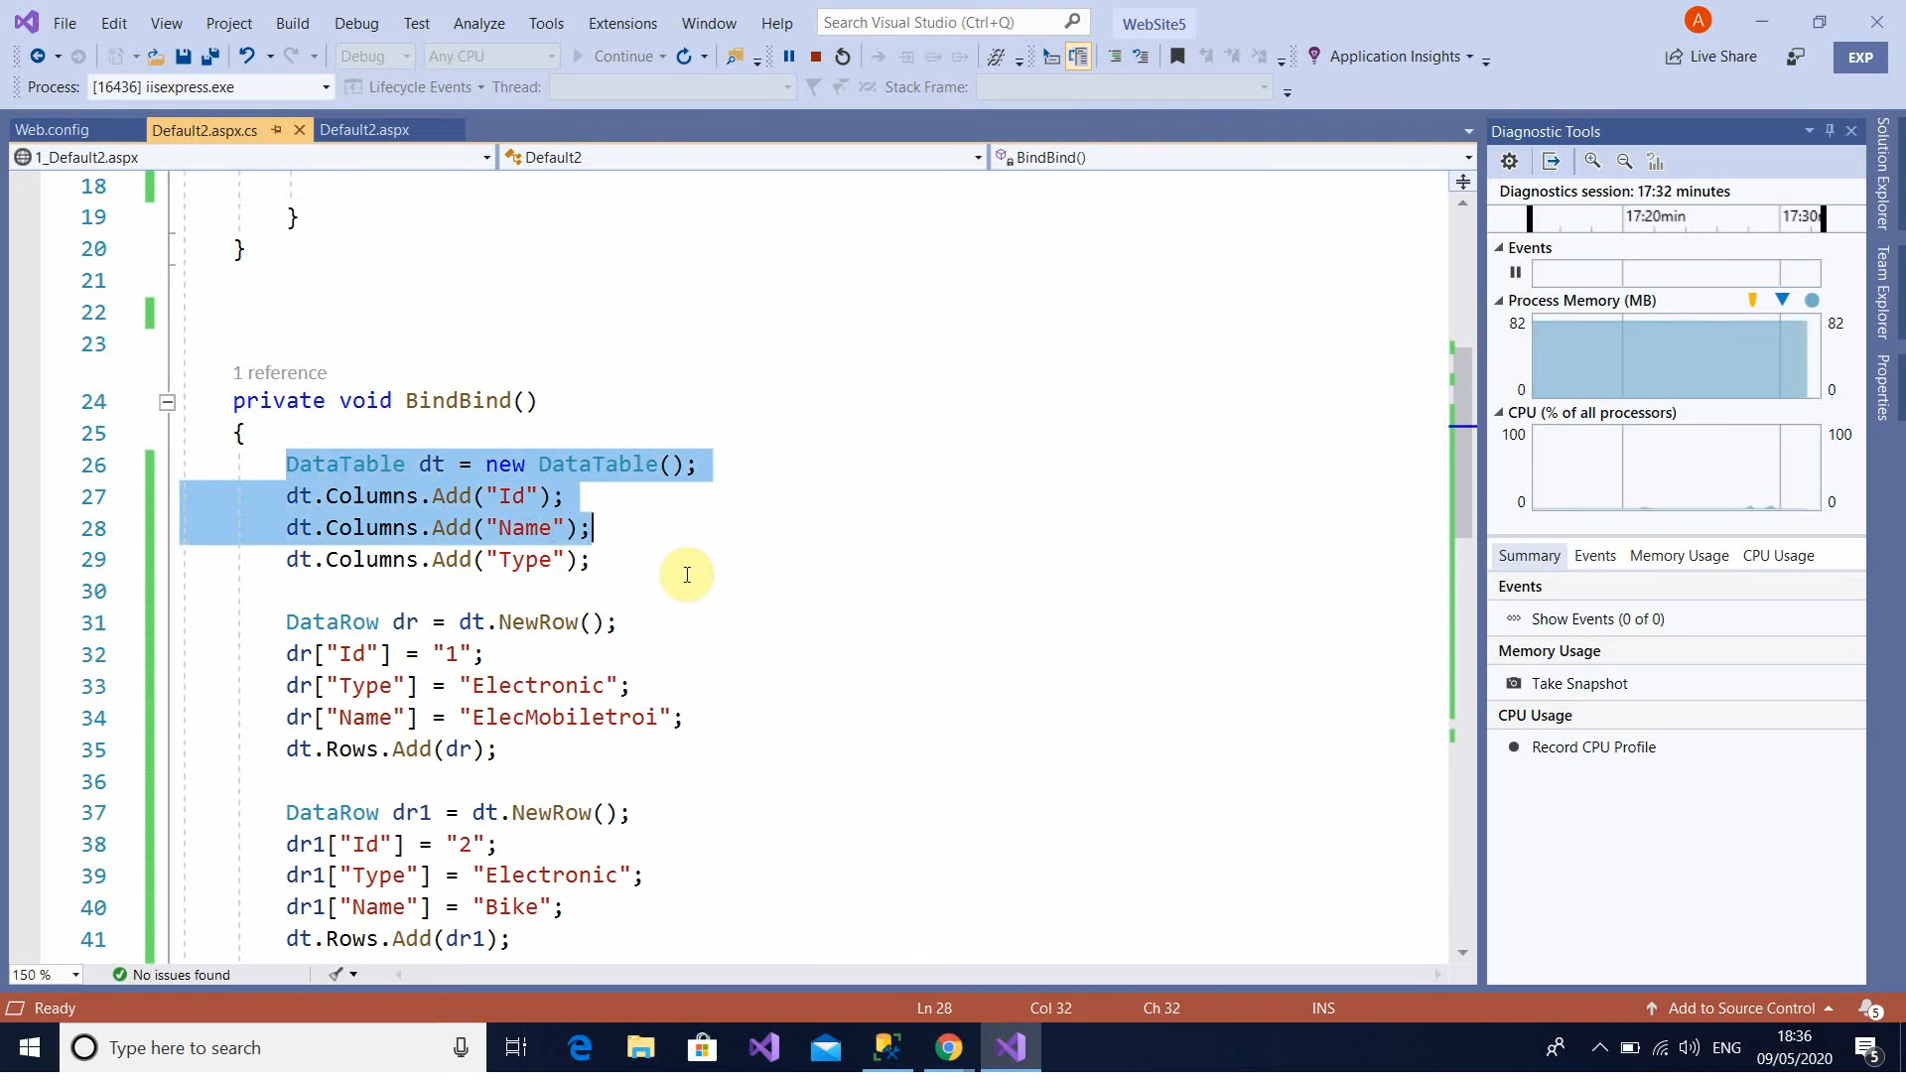 File Edit View Project Build Debug Test Analyze Tools Extensions Window Help Search Visual Studio (Ctrl+Q) WebSite5 A
Debug Any CPU Continue Application Insights Live Share EXP
Process: [16436] iisexpress.exe Lifecycle Events Thread: Stack Frame:
Web.config Default2.aspx.cs Default2.aspx
1_Default2.aspx Default2 BindBind()
18
19 }
20 }
21
22
23
1 reference
24 private void BindBind()
25 {
26 DataTable dt = new DataTable();
27 dt.Columns.Add("Id");
28 dt.Columns.Add("Name");
29 dt.Columns.Add("Type");
30
31 DataRow dr = dt.NewRow();
32 dr["Id"] = "1";
33 dr["Type"] = "Electronic";
34 dr["Name"] = "ElecMobiletroi";
35 dt.Rows.Add(dr);
36
37 DataRow dr1 = dt.NewRow();
38 dr1["Id"] = "2";
39 dr1["Type"] = "Electronic";
40 dr1["Name"] = "Bike";
41 dt.Rows.Add(dr1);
150 % No issues found
Diagnostic Tools
Diagnostics session: 17:32 minutes
17:20min 17:30
Events
Process Memory (MB)
82 82
0 0
CPU (% of all processors)
100 100
0 0
Summary Events Memory Usage CPU Usage
Events
Show Events (0 of 0)
Memory Usage
Take Snapshot
CPU Usage
Record CPU Profile
Solution Explorer
Team Explorer
Properties
Ready Ln 28 Col 32 Ch 32 INS Add to Source Control 5
Type here to search ENG 18:36
09/05/2020 5